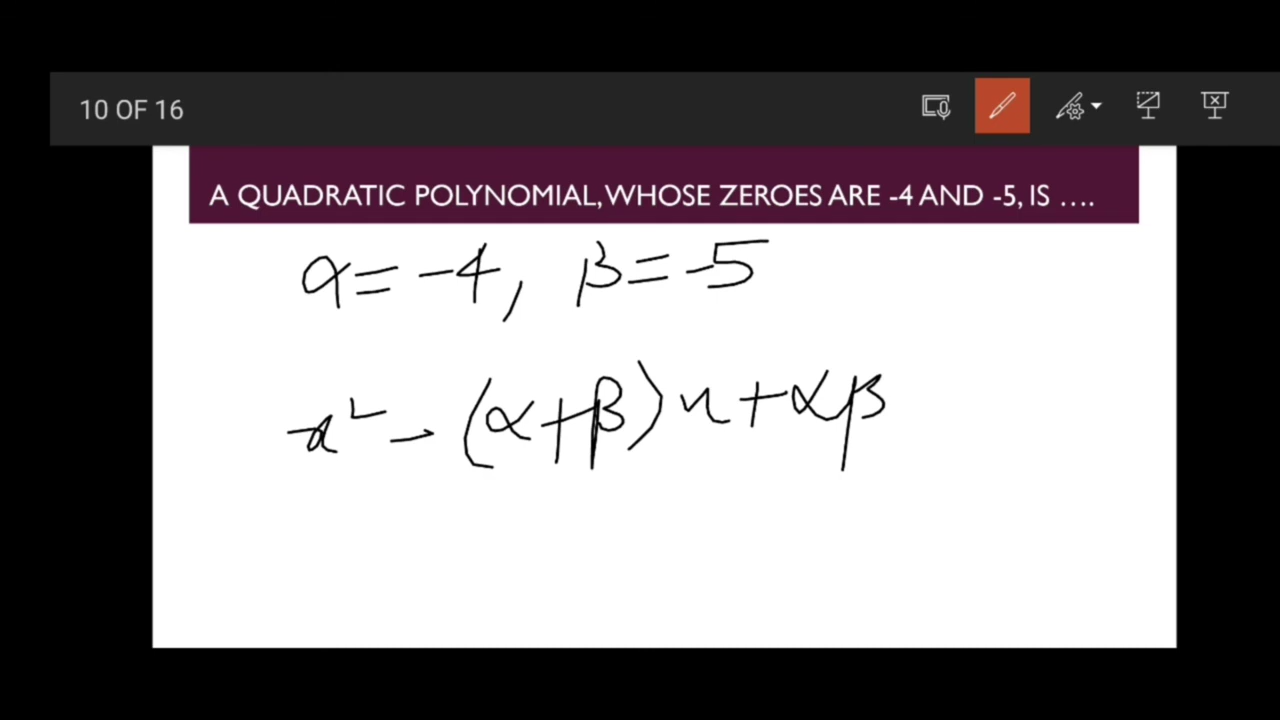 10 OF 16
A QUADRATIC POLYNOMIAL, WHOSE ZEROES ARE -4 AND -5, IS ....
α = -4, β = -5
x² - (α+β)x + αβ